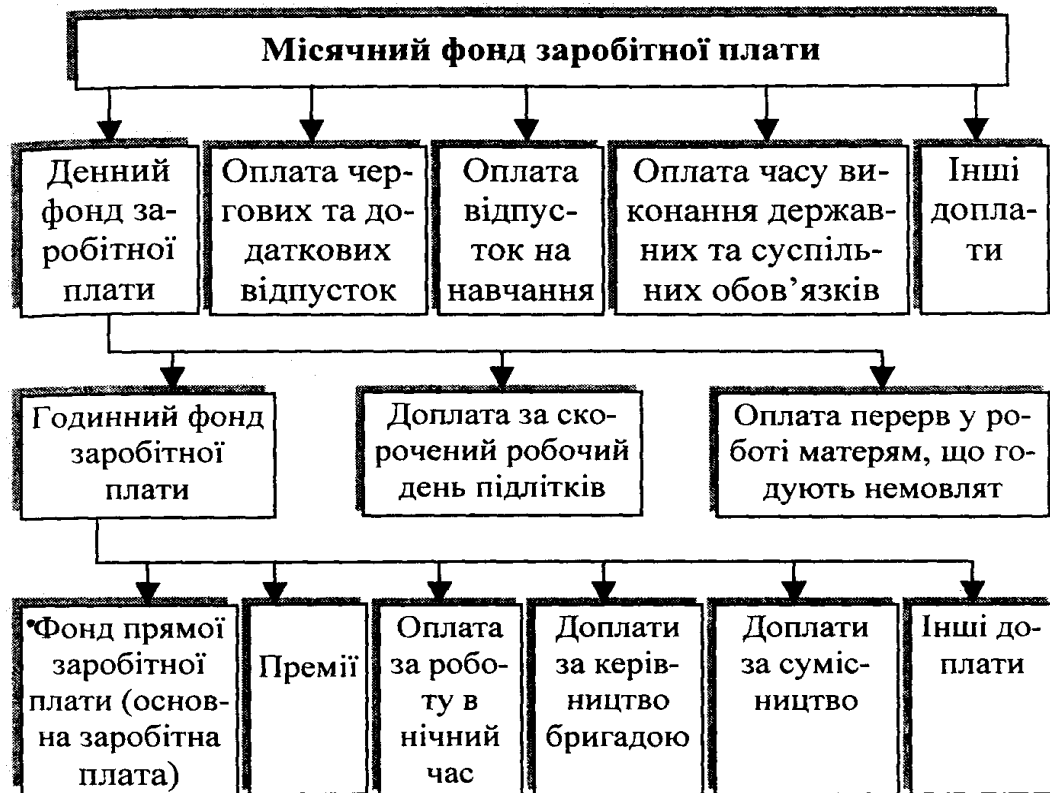 Місячний фонд заробітної плати
Денний
фонд за-
робітної
плати
Оплата чер-
гових та до-
даткових
відпусток
Оплата
відпус-
ток на
навчання
Оплата часу ви-
конання держав-
них та суспіль-
них обов’язків
Інші
допла-
ти
Годинний фонд
заробітної
плати
Доплата за ско-
рочений робочий
день підлітків
Оплата перерв у ро-
боті матерям, що го-
дують немовлят
Фонд прямої
заробітної
плати (основ-
на заробітна
плата)
Премії
Оплата
за робо-
ту в
нічний
час
Доплати
за керів-
ництво
бригадою
Доплати
за суміс-
ництво
Інші до-
плати